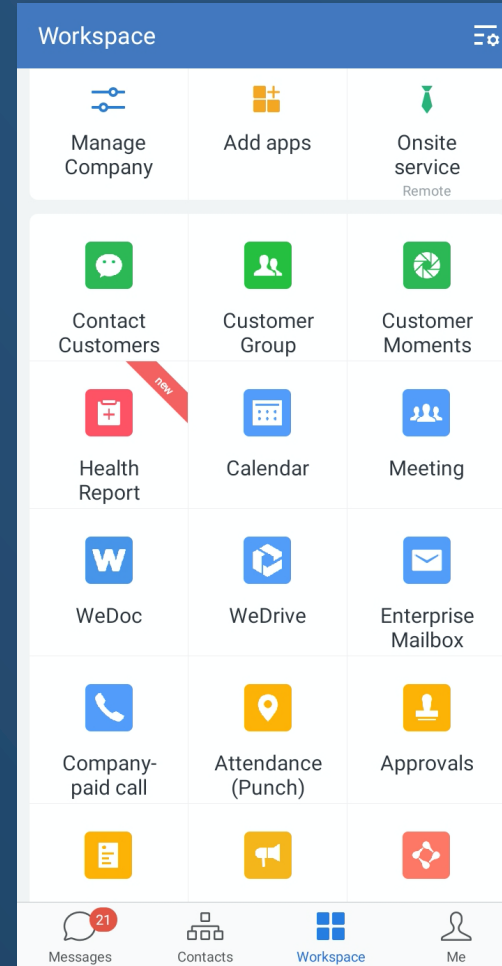 Workspace
Manage
Company
Add apps
Onsite
service
Remote
Contact
Customers
Customer
Group
Customer
Moments
new
Health
Report
Calendar
Meeting
W
WeDoc
WeDrive
Enterprise
Mailbox
Company-
paid call
Attendance
(Punch)
Approvals
21
Messages
Contacts
Workspace
Me